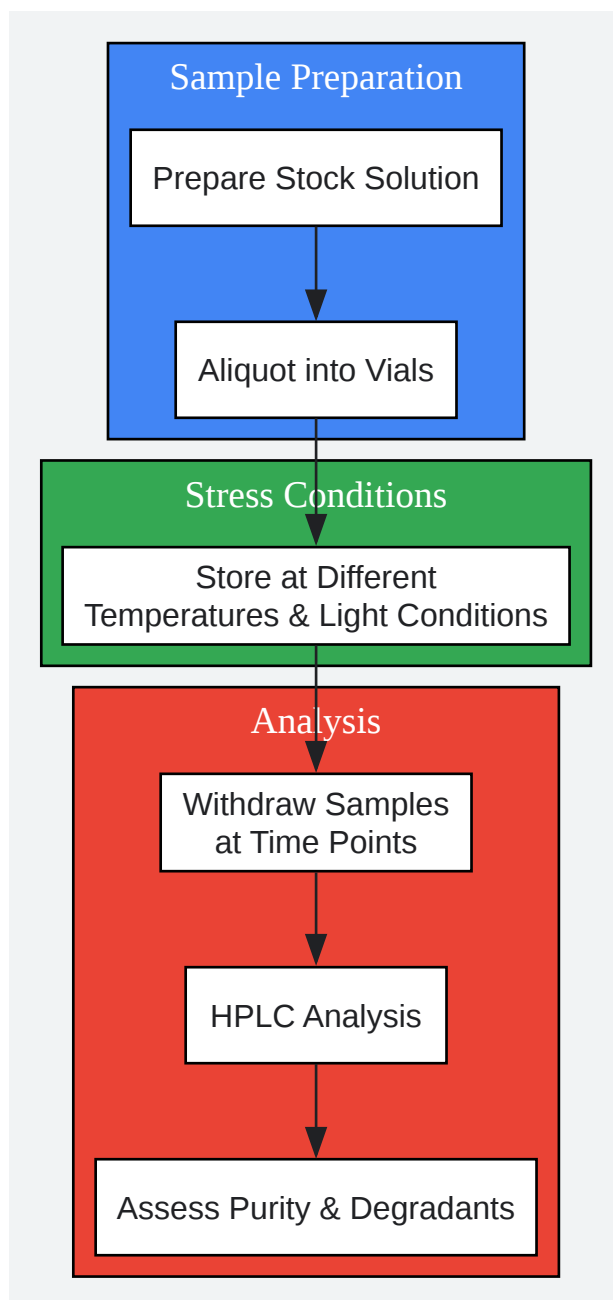 Sample Preparation
Prepare Stock Solution
Aliquot into Vials
Stress Conditions
Store at Different
Temperatures & Light Conditions
Analysis
Withdraw Samples
at Time Points
HPLC Analysis
Assess Purity & Degradants